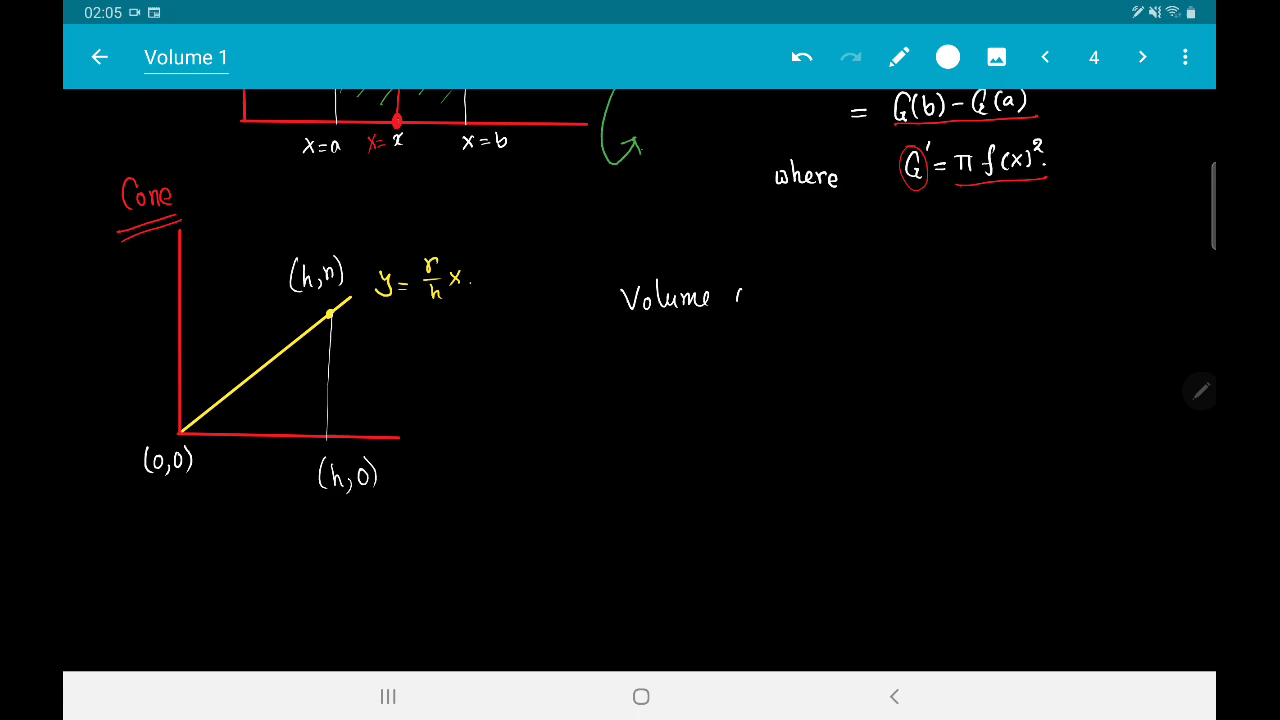 02:05
Volume 1
4
= G(b) - G(a)
x=a x= x x=b
where G' = π f(x)².
Cone
(h,r) y = r/h x.
Volume
(0,0)
(h,0)